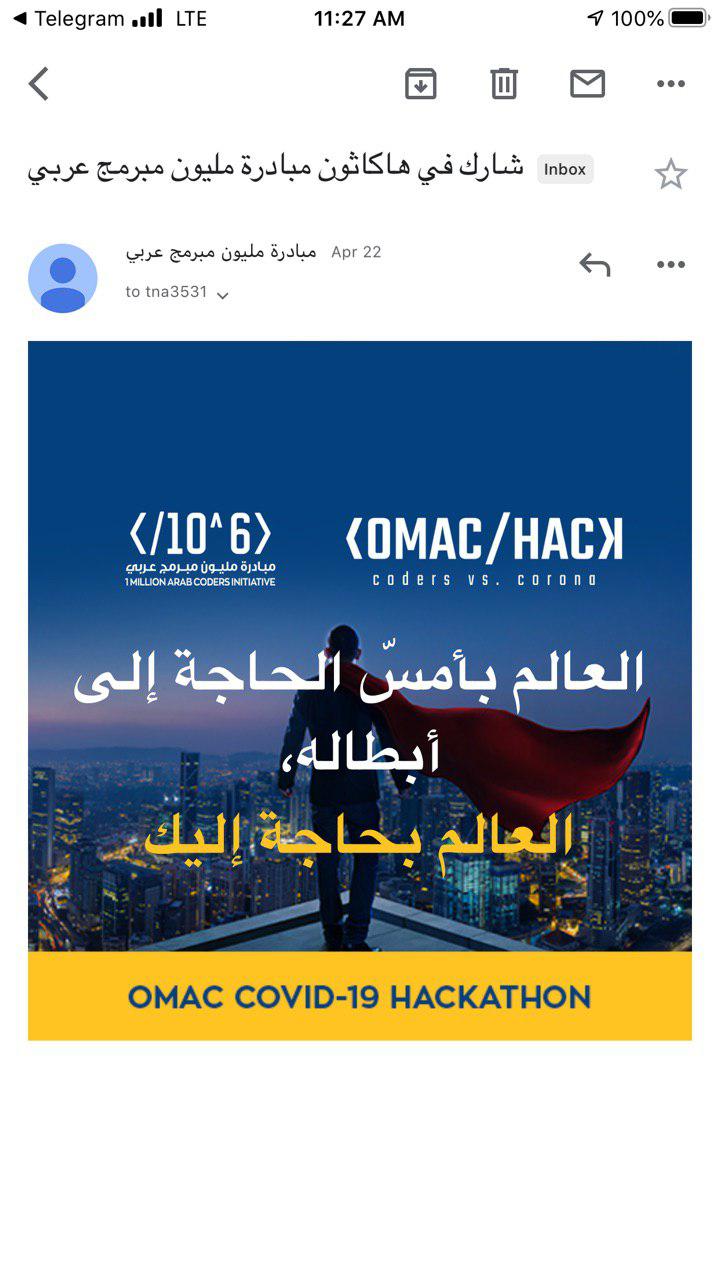 Telegram LTE 11:27 AM 100%
شارك في هاكاثون مبادرة مليون مبرمج عربي Inbox
مبادرة مليون مبرمج عربي Apr 22
to tna3531
</10^6>
مبادرة مليون مبرمج عربي
1 MILLION ARAB CODERS INITIATIVE
<OMAC/HACK
coders vs. corona
العالم بأمسّ الحاجة إلى
أبطاله،
العالم بحاجة إليك
OMAC COVID-19 HACKATHON